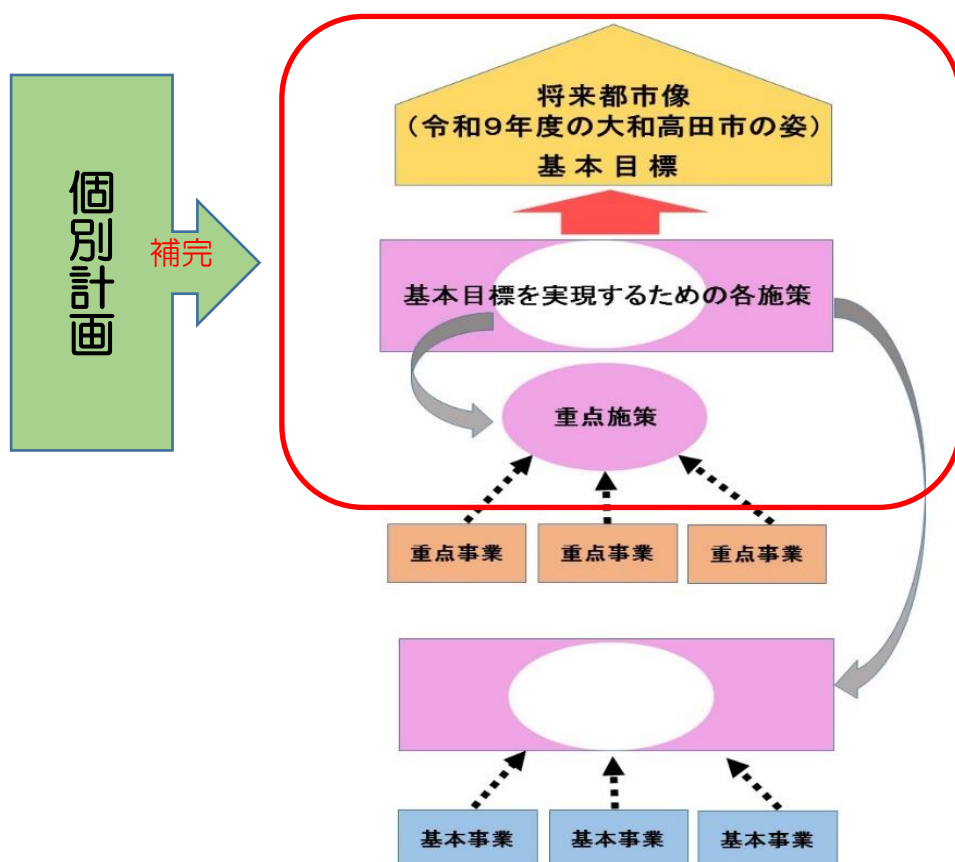 個別計画
補完
将来都市像
(令和9年度の大和高田市の姿)
基本目標
基本目標を実現するための各施策
重点施策
重点事業
重点事業
重点事業
基本事業
基本事業
基本事業